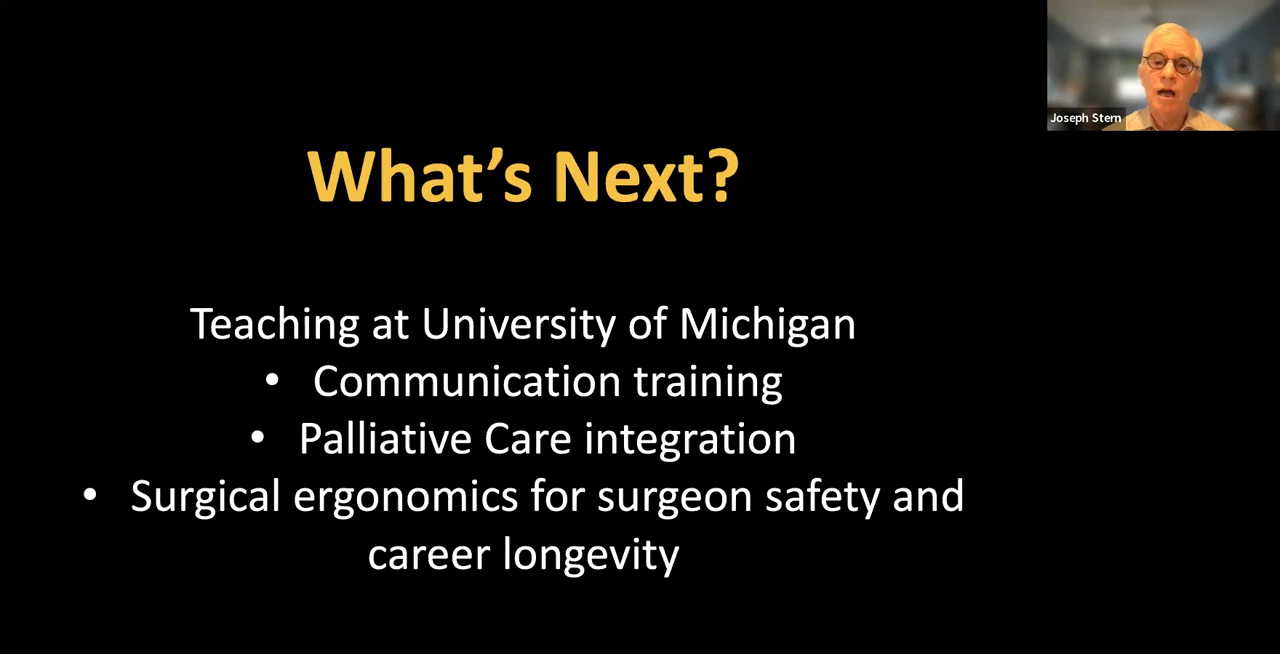 Joseph Stern
What’s Next?
Teaching at University of Michigan
• Communication training
• Palliative Care integration
• Surgical ergonomics for surgeon safety and
career longevity